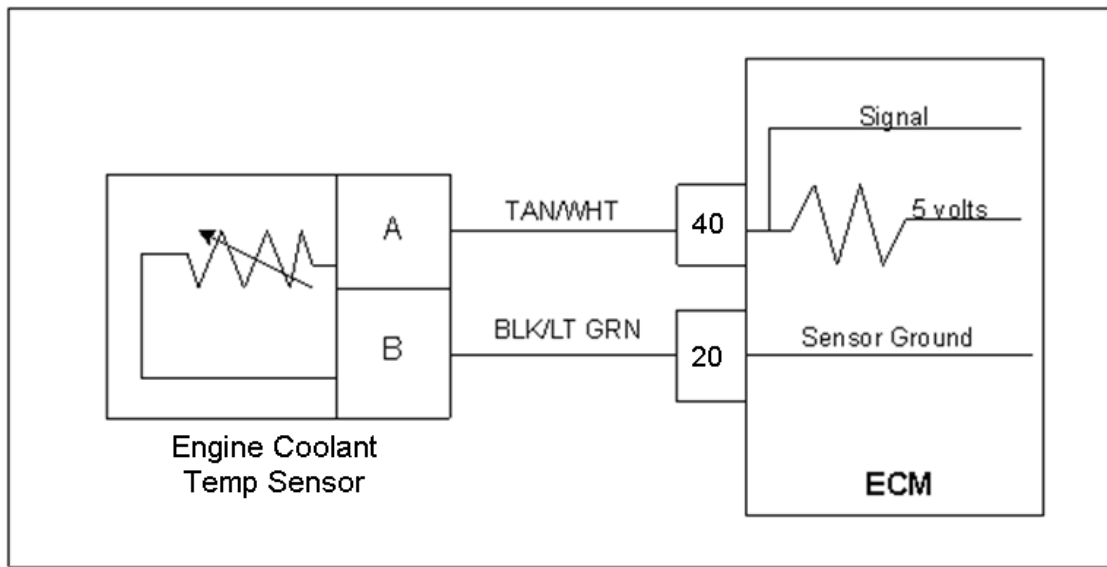 Signal
5 volts
A
TAN/WHT
40
B
BLK/LT GRN
20
Sensor Ground
Engine Coolant
Temp Sensor
ECM